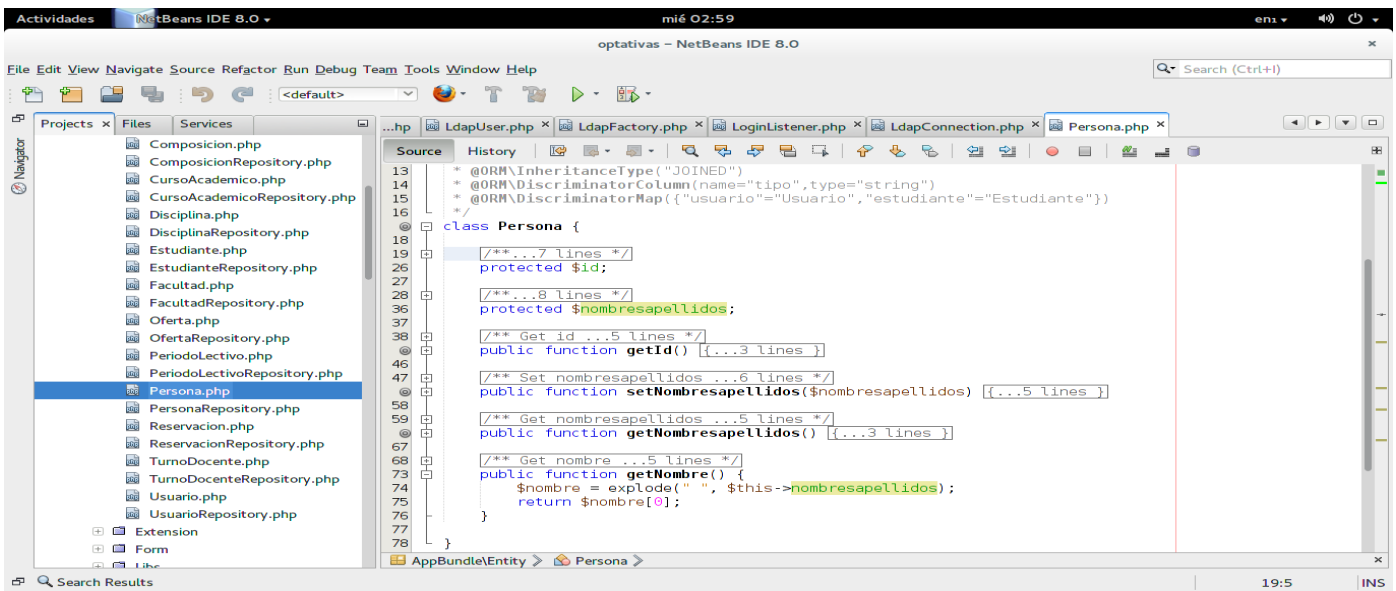 Actividades NetBeans IDE 8.0 mié 02:59 en1
optativas – NetBeans IDE 8.0 ×
File Edit View Navigate Source Refactor Run Debug Team Tools Window Help Search (Ctrl+I)
<default>
Projects × Files Services
...hp LdapUser.php × LdapFactory.php × LoginListener.php × LdapConnection.php × Persona.php ×
Navigator
Composicion.php
ComposicionRepository.php
CursoAcademico.php
CursoAcademicoRepository.php
Disciplina.php
DisciplinaRepository.php
Estudiante.php
EstudianteRepository.php
Facultad.php
FacultadRepository.php
Oferta.php
OfertaRepository.php
PeriodoLectivo.php
PeriodoLectivoRepository.php
Persona.php
PersonaRepository.php
Reservacion.php
ReservacionRepository.php
TurnoDocente.php
TurnoDocenteRepository.php
Usuario.php
UsuarioRepository.php
Extension
Form
Libs
Source History
13 * @ORM\InheritanceType("JOINED")
14 * @ORM\DiscriminatorColumn(name="tipo",type="string")
15 * @ORM\DiscriminatorMap({"usuario"="Usuario","estudiante"="Estudiante"})
16 */
class Persona {
18
19 /**...7 lines */
26 protected $id;
27
28 /**...8 lines */
36 protected $nombresapellidos;
37
38 /** Get id ...5 lines */
public function getId() {...3 lines }
46
47 /** Set nombresapellidos ...6 lines */
public function setNombresapellidos($nombresapellidos) {...5 lines }
58
59 /** Get nombresapellidos ...5 lines */
public function getNombresapellidos() {...3 lines }
67
68 /** Get nombre ...5 lines */
73 public function getNombre() {
74 $nombre = explode(" ", $this->nombresapellidos);
75 return $nombre[0];
76 }
77
78 }
AppBundle\Entity Persona ×
Search Results 19:5 INS